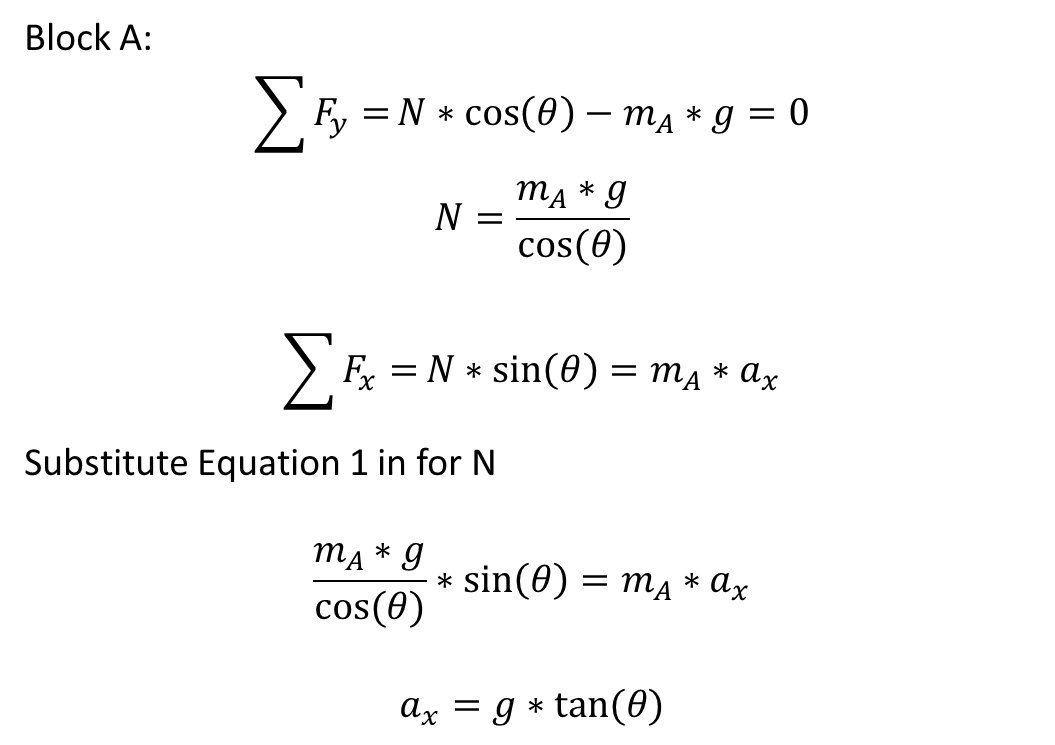 Block A:
∑ F_y = N * cos(θ) − m_A * g = 0
N = (m_A * g) / cos(θ)
∑ F_x = N * sin(θ) = m_A * a_x
Substitute Equation 1 in for N
(m_A * g) / cos(θ) * sin(θ) = m_A * a_x
a_x = g * tan(θ)